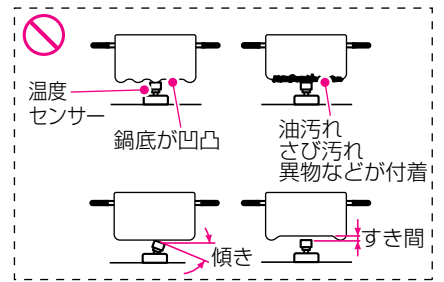 温度
センサー
鍋底が凹凸
油汚れ
さび汚れ
異物などが付着
傾き
すき間